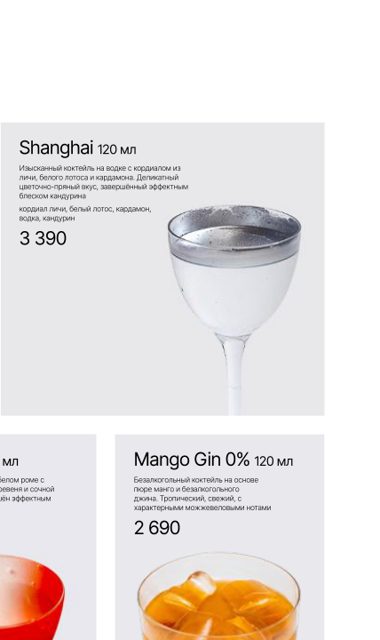 Shanghai 120 мл
Изысканный коктейль на водке с кордиалом из
личи, белого лотоса и кардамона. Деликатный
цветочно-пряный вкус, завершённый эффектным
блеском кандурина
кордиал личи, белый лотос, кардамон,
водка, кандурин
3 390
мл
белом роме с
ревеня и сочной
эффектным
Mango Gin 0% 120 мл
Безалкогольный коктейль на основе
пюре манго и безалкогольного
джина. Тропический, свежий, с
характерными можжевеловыми нотами
2 690